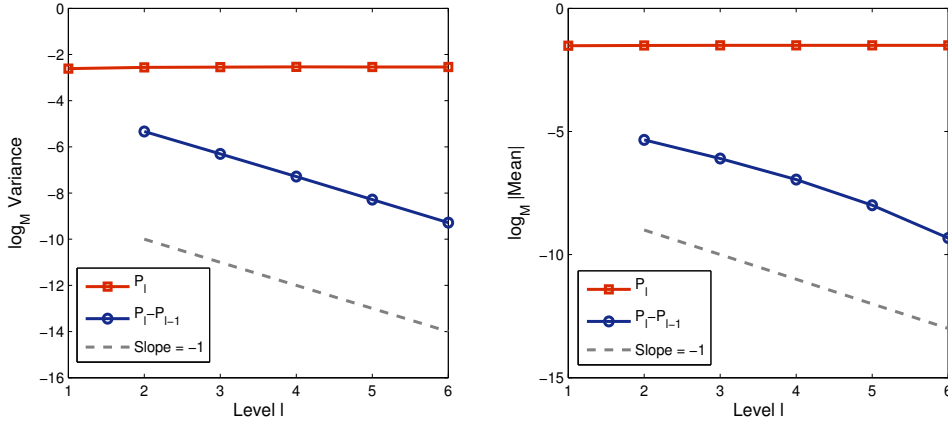 0
−2
−4
−6
−8
−10
−12
−14
−16
log_M Variance
P_l
P_l−P_{l−1}
Slope = −1
1 2 3 4 5 6
Level l
0
−5
−10
−15
log_M |Mean|
P_l
P_l−P_{l−1}
Slope = −1
1 2 3 4 5 6
Level l